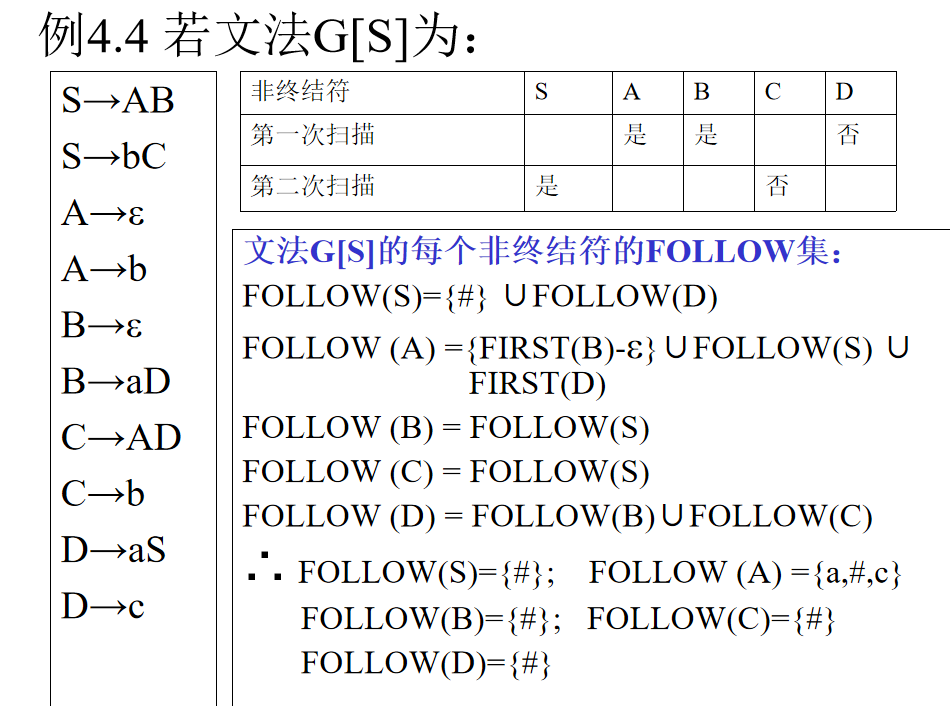 例4.4 若文法G[S]为：
S→AB
S→bC
A→ε
A→b
B→ε
B→aD
C→AD
C→b
D→aS
D→c
非终结符 S A B C D
第一次扫描 是 是 否
第二次扫描 是 否
文法G[S]的每个非终结符的FOLLOW集：
FOLLOW(S)={#} ∪FOLLOW(D)
FOLLOW (A) ={FIRST(B)-ε}∪FOLLOW(S) ∪
FIRST(D)
FOLLOW (B) = FOLLOW(S)
FOLLOW (C) = FOLLOW(S)
FOLLOW (D) = FOLLOW(B)∪FOLLOW(C)
∴ FOLLOW(S)={#}; FOLLOW (A) ={a,#,c}
FOLLOW(B)={#}; FOLLOW(C)={#}
FOLLOW(D)={#}